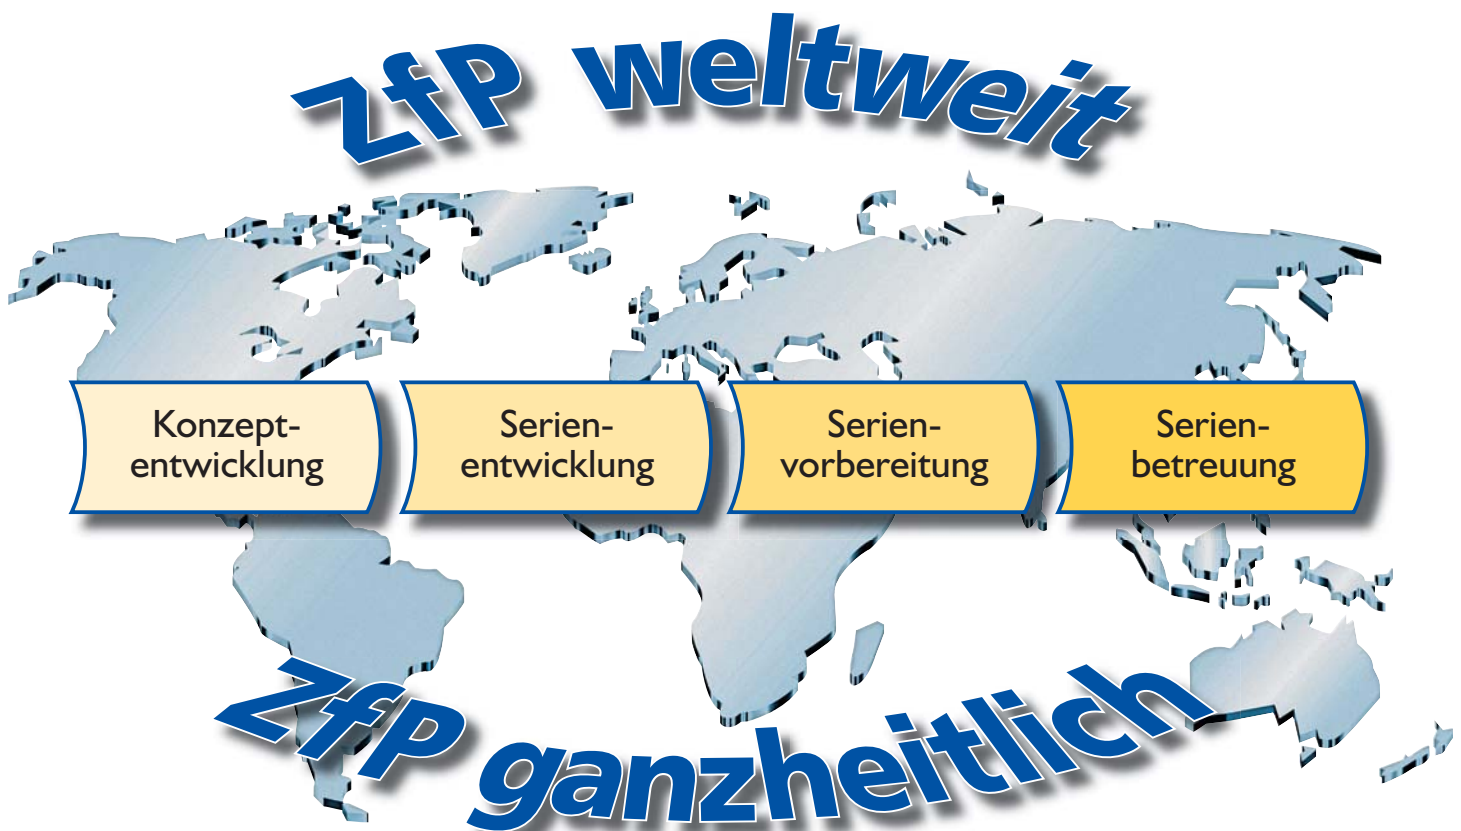 ZfP weltweit
Konzept-
entwicklung
Serien-
entwicklung
Serien-
vorbereitung
Serien-
betreuung
ZfP ganzheitlich